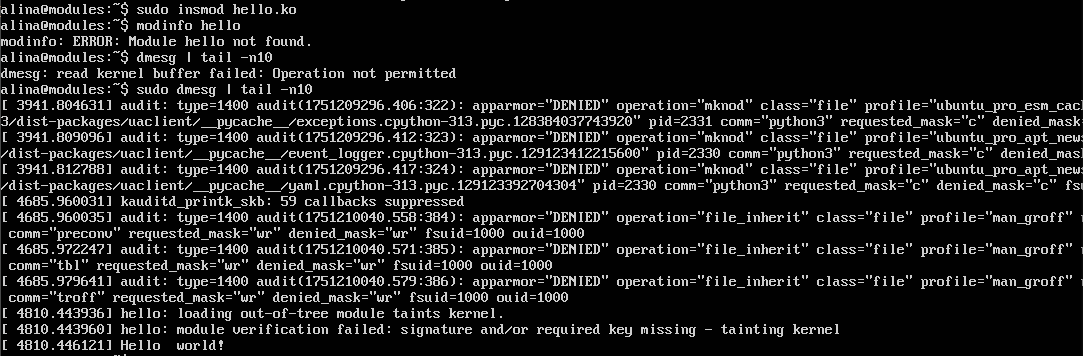 alina@modules:~$ sudo insmod hello.ko
alina@modules:~$ modinfo hello
modinfo: ERROR: Module hello not found.
alina@modules:~$ dmesg | tail -n10
dmesg: read kernel buffer failed: Operation not permitted
alina@modules:~$ sudo dmesg | tail -n10
[ 3941.804631] audit: type=1400 audit(1751209296.406:322): apparmor="DENIED" operation="mknod" class="file" profile="ubuntu_pro_esm_cac
3/dist-packages/uaclient/__pycache__/exceptions.cpython-313.pyc.128384037743920" pid=2331 comm="python3" requested_mask="c" denied_mas
[ 3941.809096] audit: type=1400 audit(1751209296.412:323): apparmor="DENIED" operation="mknod" class="file" profile="ubuntu_pro_apt_news
/dist-packages/uaclient/__pycache__/event_logger.cpython-313.pyc.129123412215600" pid=2330 comm="python3" requested_mask="c" denied_mas
[ 3941.812788] audit: type=1400 audit(1751209296.417:324): apparmor="DENIED" operation="mknod" class="file" profile="ubuntu_pro_apt_news
/dist-packages/uaclient/__pycache__/yaml.cpython-313.pyc.129123392704304" pid=2330 comm="python3" requested_mask="c" denied_mask="c" fsu
[ 4685.960031] kauditd_printk_skb: 59 callbacks suppressed
[ 4685.960035] audit: type=1400 audit(1751210040.558:384): apparmor="DENIED" operation="file_inherit" class="file" profile="man_groff" n
comm="preconv" requested_mask="wr" denied_mask="wr" fsuid=1000 ouid=1000
[ 4685.972247] audit: type=1400 audit(1751210040.571:385): apparmor="DENIED" operation="file_inherit" class="file" profile="man_groff" n
comm="tbl" requested_mask="wr" denied_mask="wr" fsuid=1000 ouid=1000
[ 4685.979641] audit: type=1400 audit(1751210040.579:386): apparmor="DENIED" operation="file_inherit" class="file" profile="man_groff" n
comm="troff" requested_mask="wr" denied_mask="wr" fsuid=1000 ouid=1000
[ 4810.443936] hello: loading out-of-tree module taints kernel.
[ 4810.443960] hello: module verification failed: signature and/or required key missing - tainting kernel
[ 4810.446121] Hello  world!